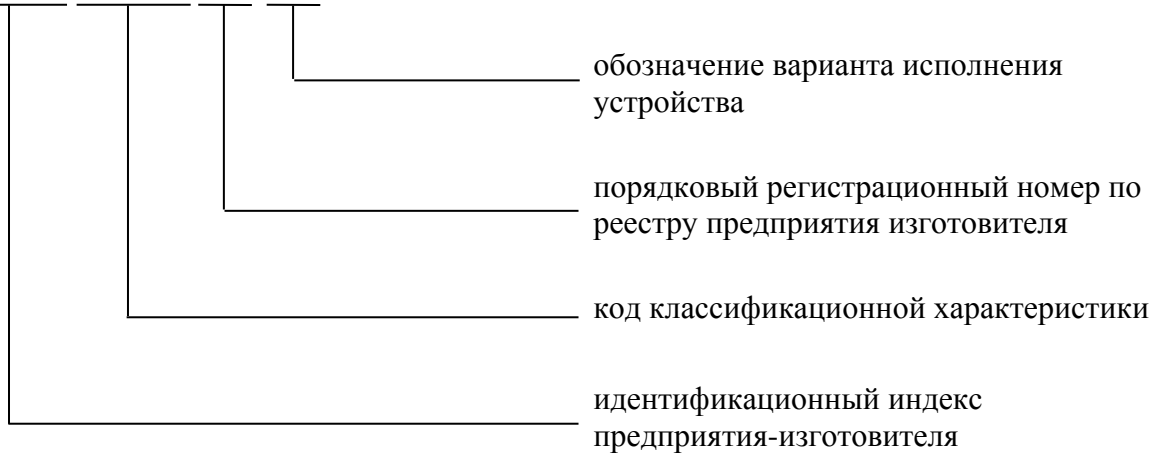 обозначение варианта исполнения
устройства
порядковый регистрационный номер по
реестру предприятия изготовителя
код классификационной характеристики
идентификационный индекс
предприятия-изготовителя